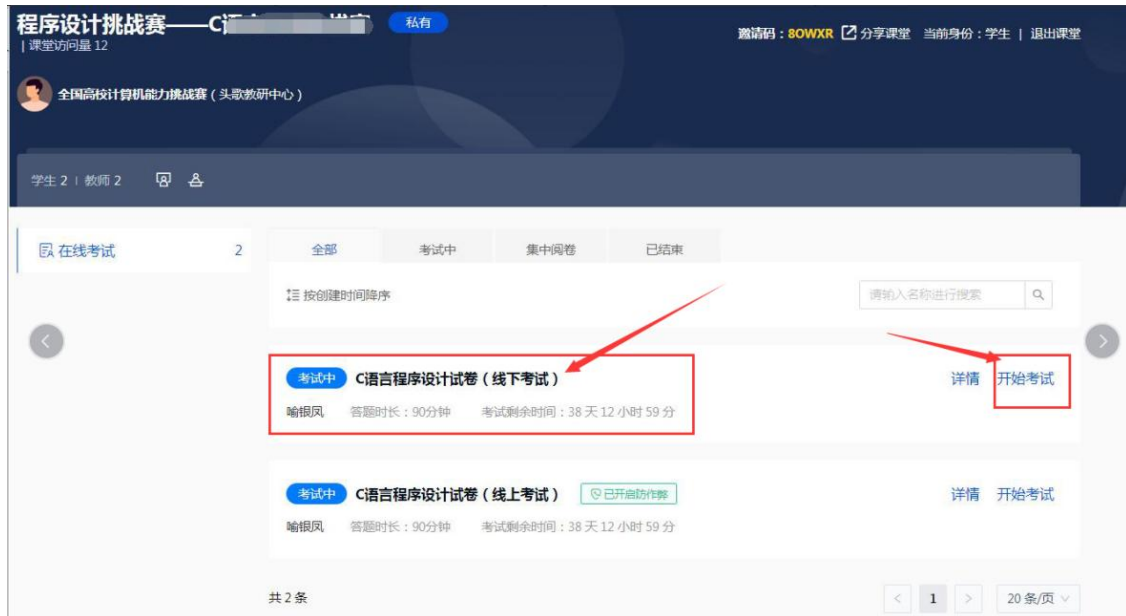 程序设计挑战赛——C
私有
邀请码：8OWXR 分享课堂 当前身份：学生 | 退出课堂
| 课堂访问量 12
全国高校计算机能力挑战赛（头歌教研中心）
学生 2 | 教师 2
在线考试 2
全部 考试中 集中阅卷 已结束
按创建时间降序
请输入名称进行搜索
考试中 C语言程序设计试卷（线下考试）
详情 开始考试
喻银凤 答题时长：90分钟 考试剩余时间：38 天 12 小时 59 分
考试中 C语言程序设计试卷（线上考试） 已开启防作弊
详情 开始考试
喻银凤 答题时长：90分钟 考试剩余时间：38 天 12 小时 59 分
共 2 条
< 1 > 20 条/页